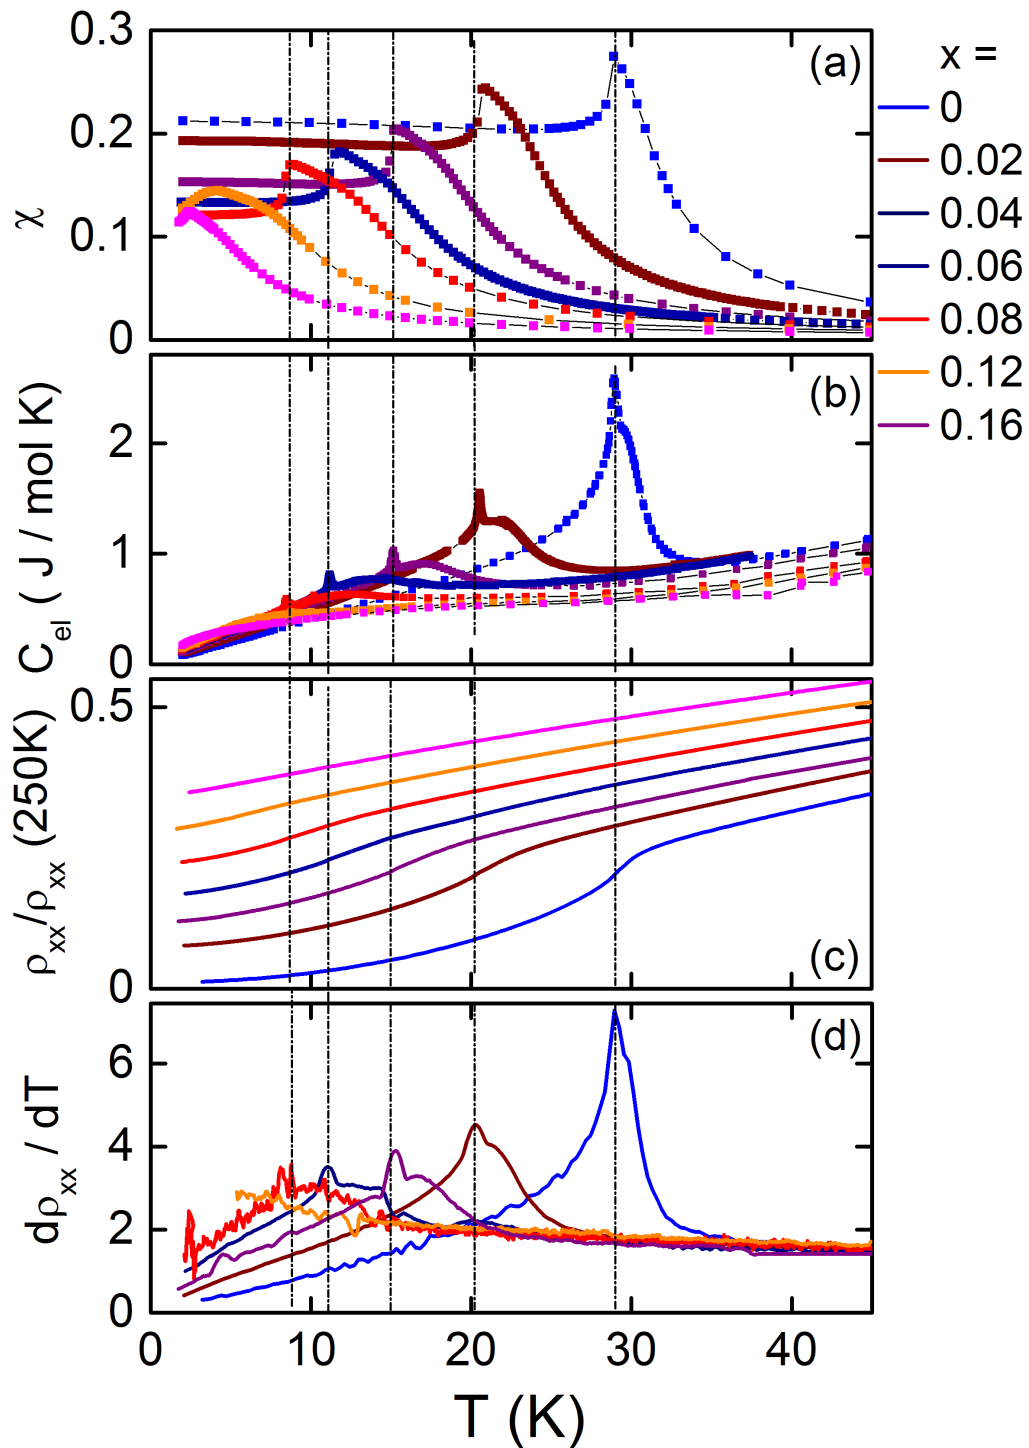 0.3
(a)
x =
0
0.02
0.04
0.06
0.08
0.12
0.16
0.2
0.1
0
χ
(b)
2
1
0
C_el ( J / mol K)
0.5
0
ρ_xx/ρ_xx (250K)
(c)
(d)
6
4
2
0
dρ_xx / dT
0 10 20 30 40
T (K)